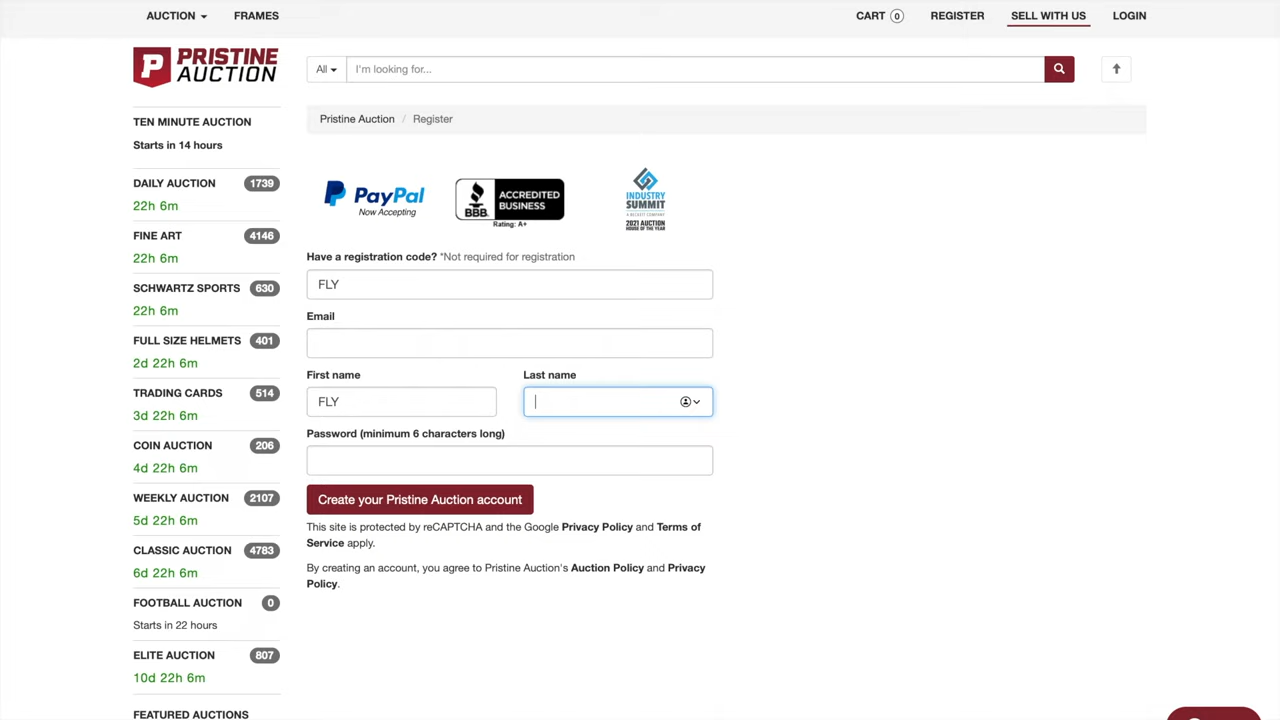 AUCTION
FRAMES
CART 0
REGISTER
SELL WITH US
LOGIN
PRISTINE
AUCTION
All
I'm looking for...
TEN MINUTE AUCTION
Starts in 14 hours
DAILY AUCTION 1739
22h 6m
FINE ART 4146
22h 6m
SCHWARTZ SPORTS 630
22h 6m
FULL SIZE HELMETS 401
2d 22h 6m
TRADING CARDS 514
3d 22h 6m
COIN AUCTION 206
4d 22h 6m
WEEKLY AUCTION 2107
5d 22h 6m
CLASSIC AUCTION 4783
6d 22h 6m
FOOTBALL AUCTION 0
Starts in 22 hours
ELITE AUCTION 807
10d 22h 6m
FEATURED AUCTIONS
Pristine Auction / Register
PayPal
Now Accepting
BBB
ACCREDITED
BUSINESS
Rating: A+
INDUSTRY
SUMMIT
2021 AUCTION
HOUSE OF THE YEAR
Have a registration code? *Not required for registration
FLY
Email
First name
Last name
FLY
Password (minimum 6 characters long)
Create your Pristine Auction account
This site is protected by reCAPTCHA and the Google Privacy Policy and Terms of
Service apply.
By creating an account, you agree to Pristine Auction's Auction Policy and Privacy
Policy.